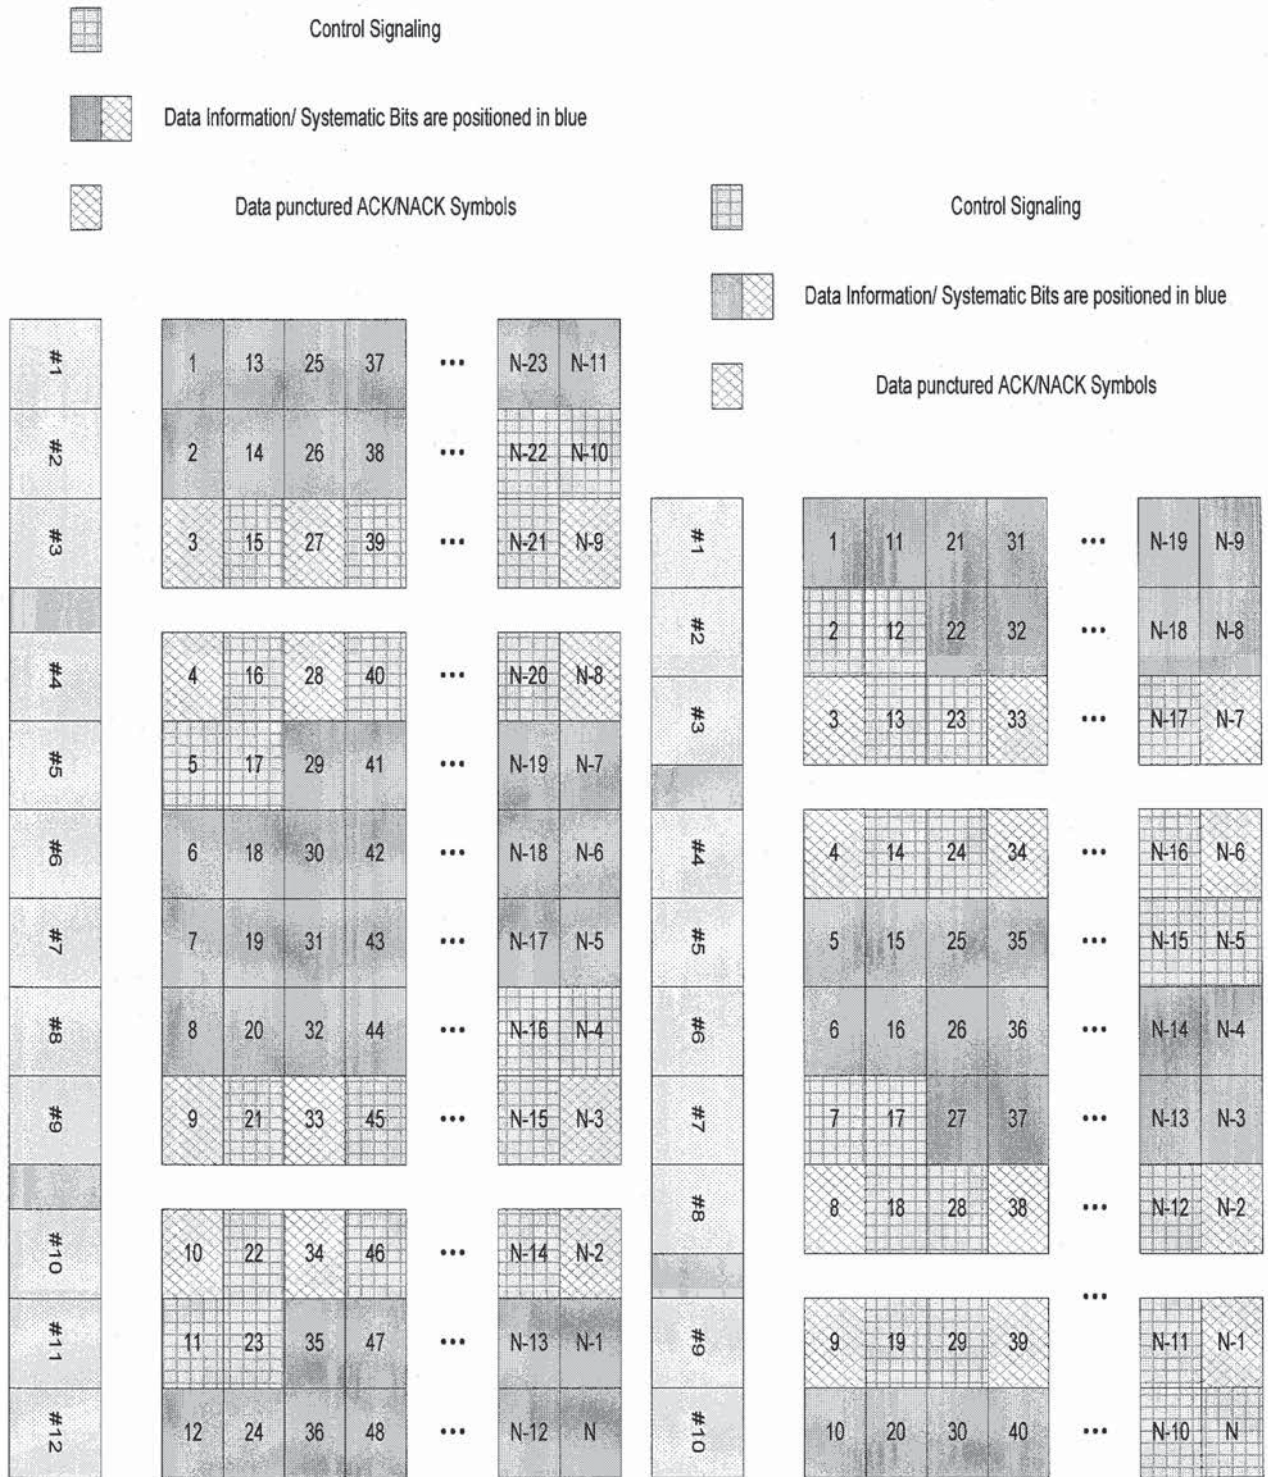 Control Signaling
Data Information/ Systematic Bits are positioned in blue
Data punctured ACK/NACK Symbols
#1 1 13 25 37 ••• N-23 N-11
#2 2 14 26 38 ••• N-22 N-10
#3 3 15 27 39 ••• N-21 N-9
#4 4 16 28 40 ••• N-20 N-8
#5 5 17 29 41 ••• N-19 N-7
#6 6 18 30 42 ••• N-18 N-6
#7 7 19 31 43 ••• N-17 N-5
#8 8 20 32 44 ••• N-16 N-4
#9 9 21 33 45 ••• N-15 N-3
#10 10 22 34 46 ••• N-14 N-2
#11 11 23 35 47 ••• N-13 N-1
#12 12 24 36 48 ••• N-12 N
Control Signaling
Data Information/ Systematic Bits are positioned in blue
Data punctured ACK/NACK Symbols
#1 1 11 21 31 ••• N-19 N-9
#2 2 12 22 32 ••• N-18 N-8
#3 3 13 23 33 ••• N-17 N-7
#4 4 14 24 34 ••• N-16 N-6
#5 5 15 25 35 ••• N-15 N-5
#6 6 16 26 36 ••• N-14 N-4
#7 7 17 27 37 ••• N-13 N-3
#8 8 18 28 38 ••• N-12 N-2
•••
#9 9 19 29 39 N-11 N-1
#10 10 20 30 40 ••• N-10 N